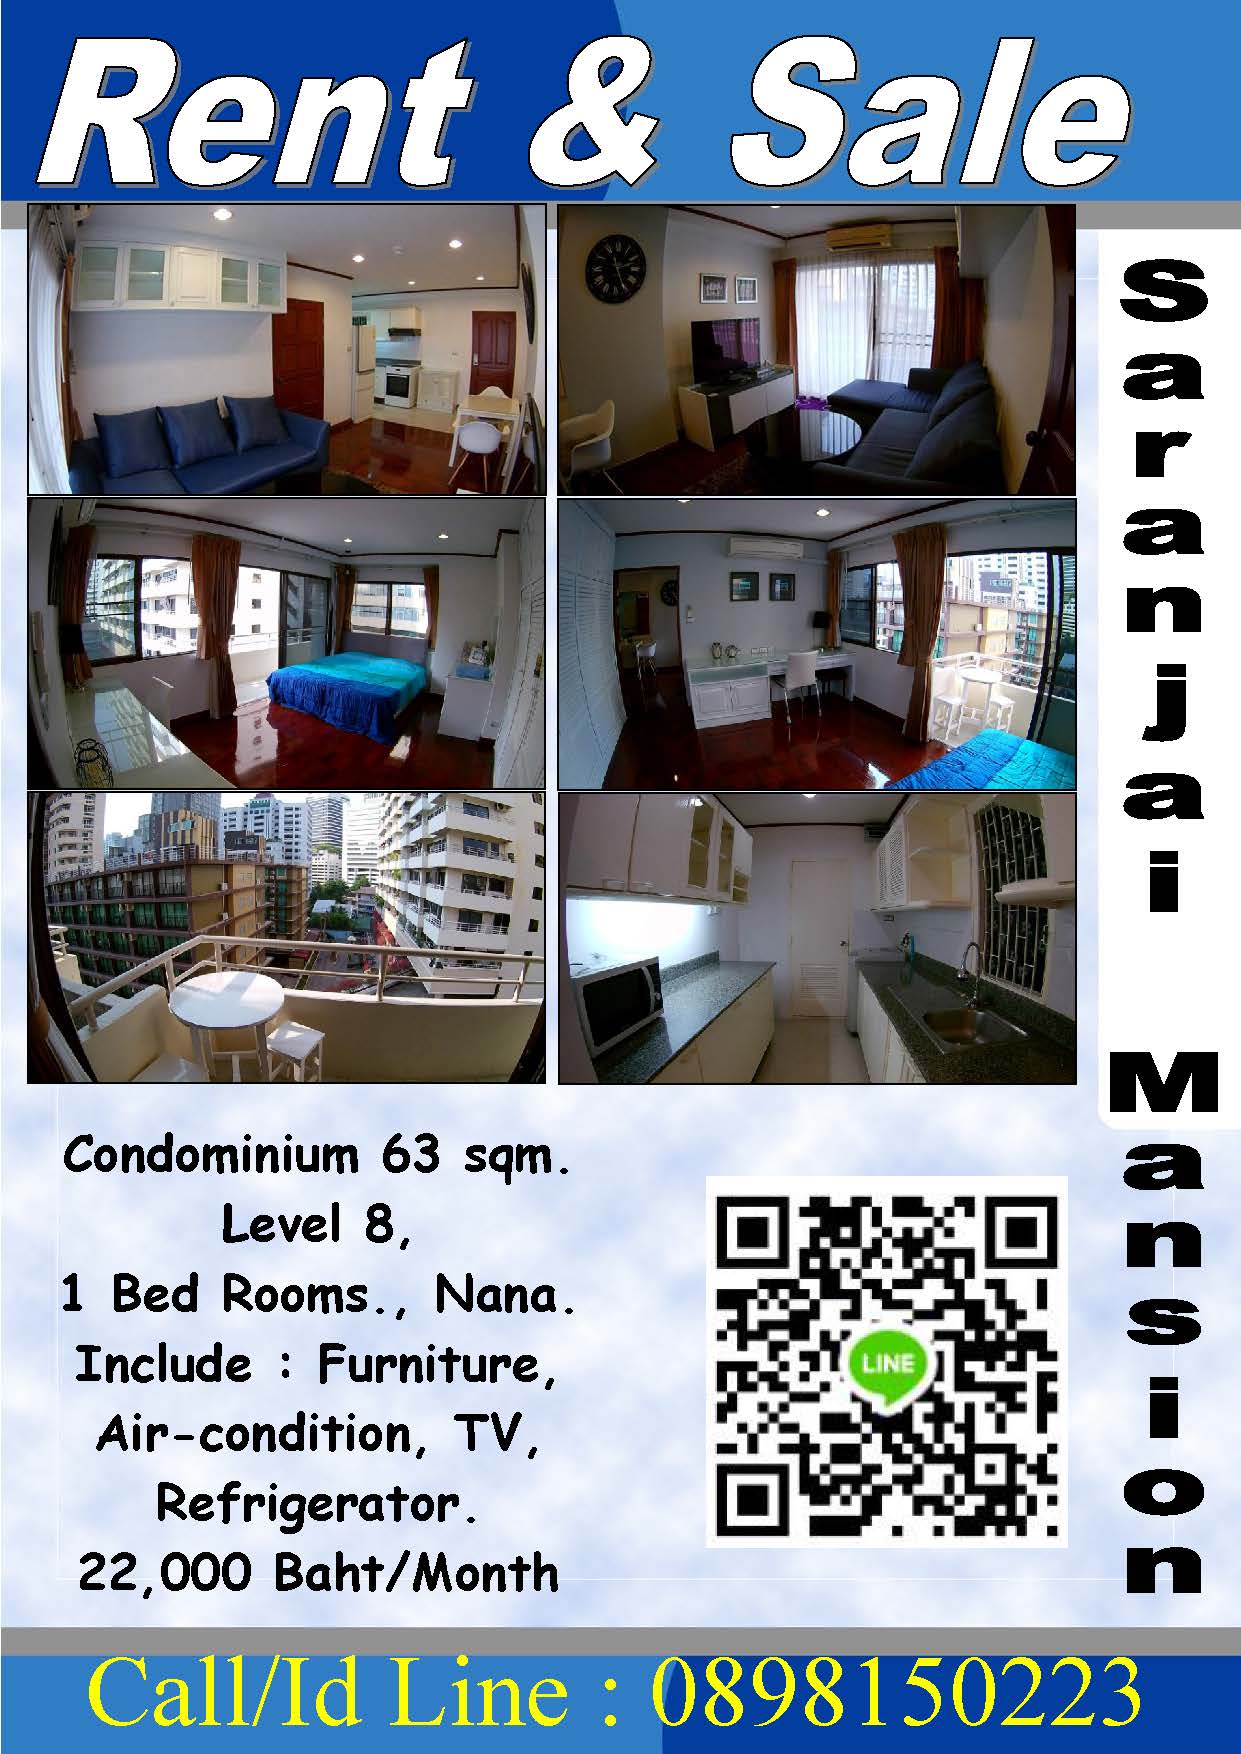 Rent & Sale
Saranjai Mansion
Condominium 63 sqm.
Level 8,
1 Bed Rooms., Nana.
Include : Furniture,
Air-condition, TV,
Refrigerator.
22,000 Baht/Month
LINE
Call/Id Line : 0898150223